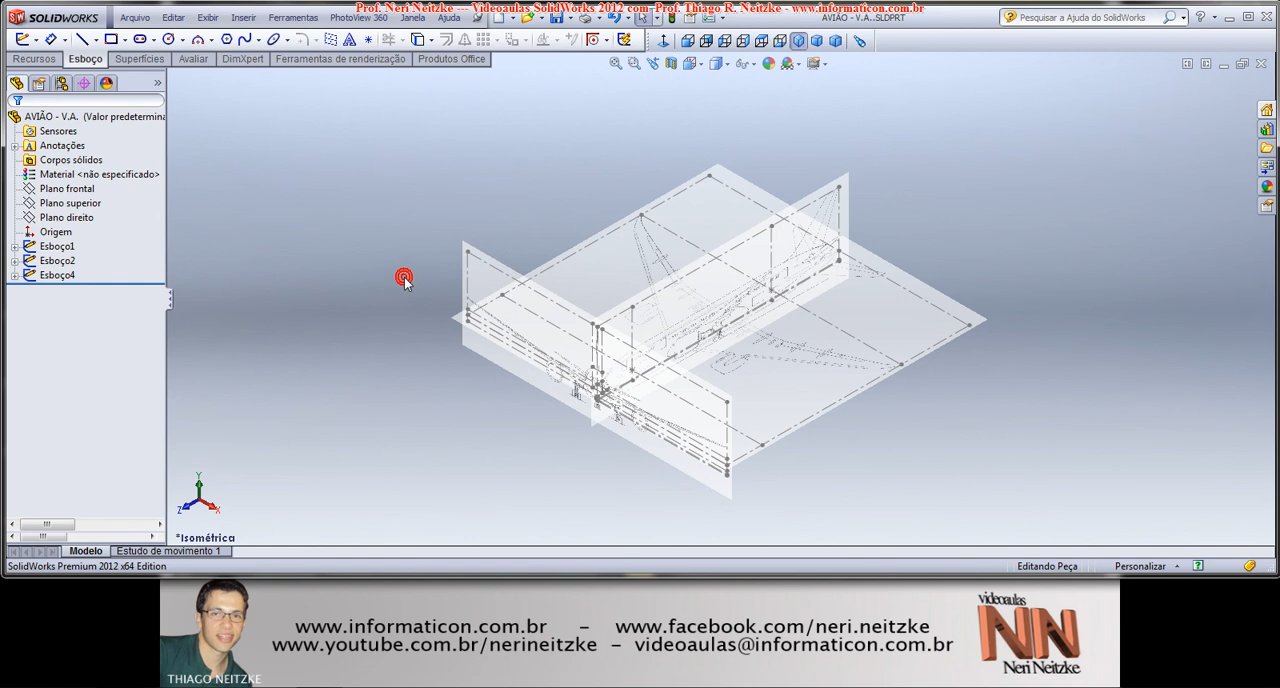 Prof. Neri Neitzke --- Videoaulas SolidWorks 2012 com Prof. Thiago R. Neitzke - www.informaticon.com.br
SOLIDWORKS Arquivo Editar Exibir Inserir Ferramentas PhotoView 360 Janela Ajuda AVIÃO - V.A..SLDPRT Pesquisar a Ajuda do SolidWorks
Recursos Esboço Superfícies Avaliar DimXpert Ferramentas de renderização Produtos Office
AVIÃO - V.A. (Valor predetermina
Sensores
Anotações
Corpos sólidos
Material <não especificado>
Plano frontal
Plano superior
Plano direito
Origem
Esboço1
Esboço2
Esboço4
Y
Z X
*Isométrica
Modelo Estudo de movimento 1
SolidWorks Premium 2012 x64 Edition Editando Peça Personalizar
www.informaticon.com.br - www.facebook.com/neri.neitzke
www.youtube.com.br/nerineitzke - videoaulas@informaticon.com.br
THIAGO NEITZKE
videoaulas
NN
Neri Neitzke